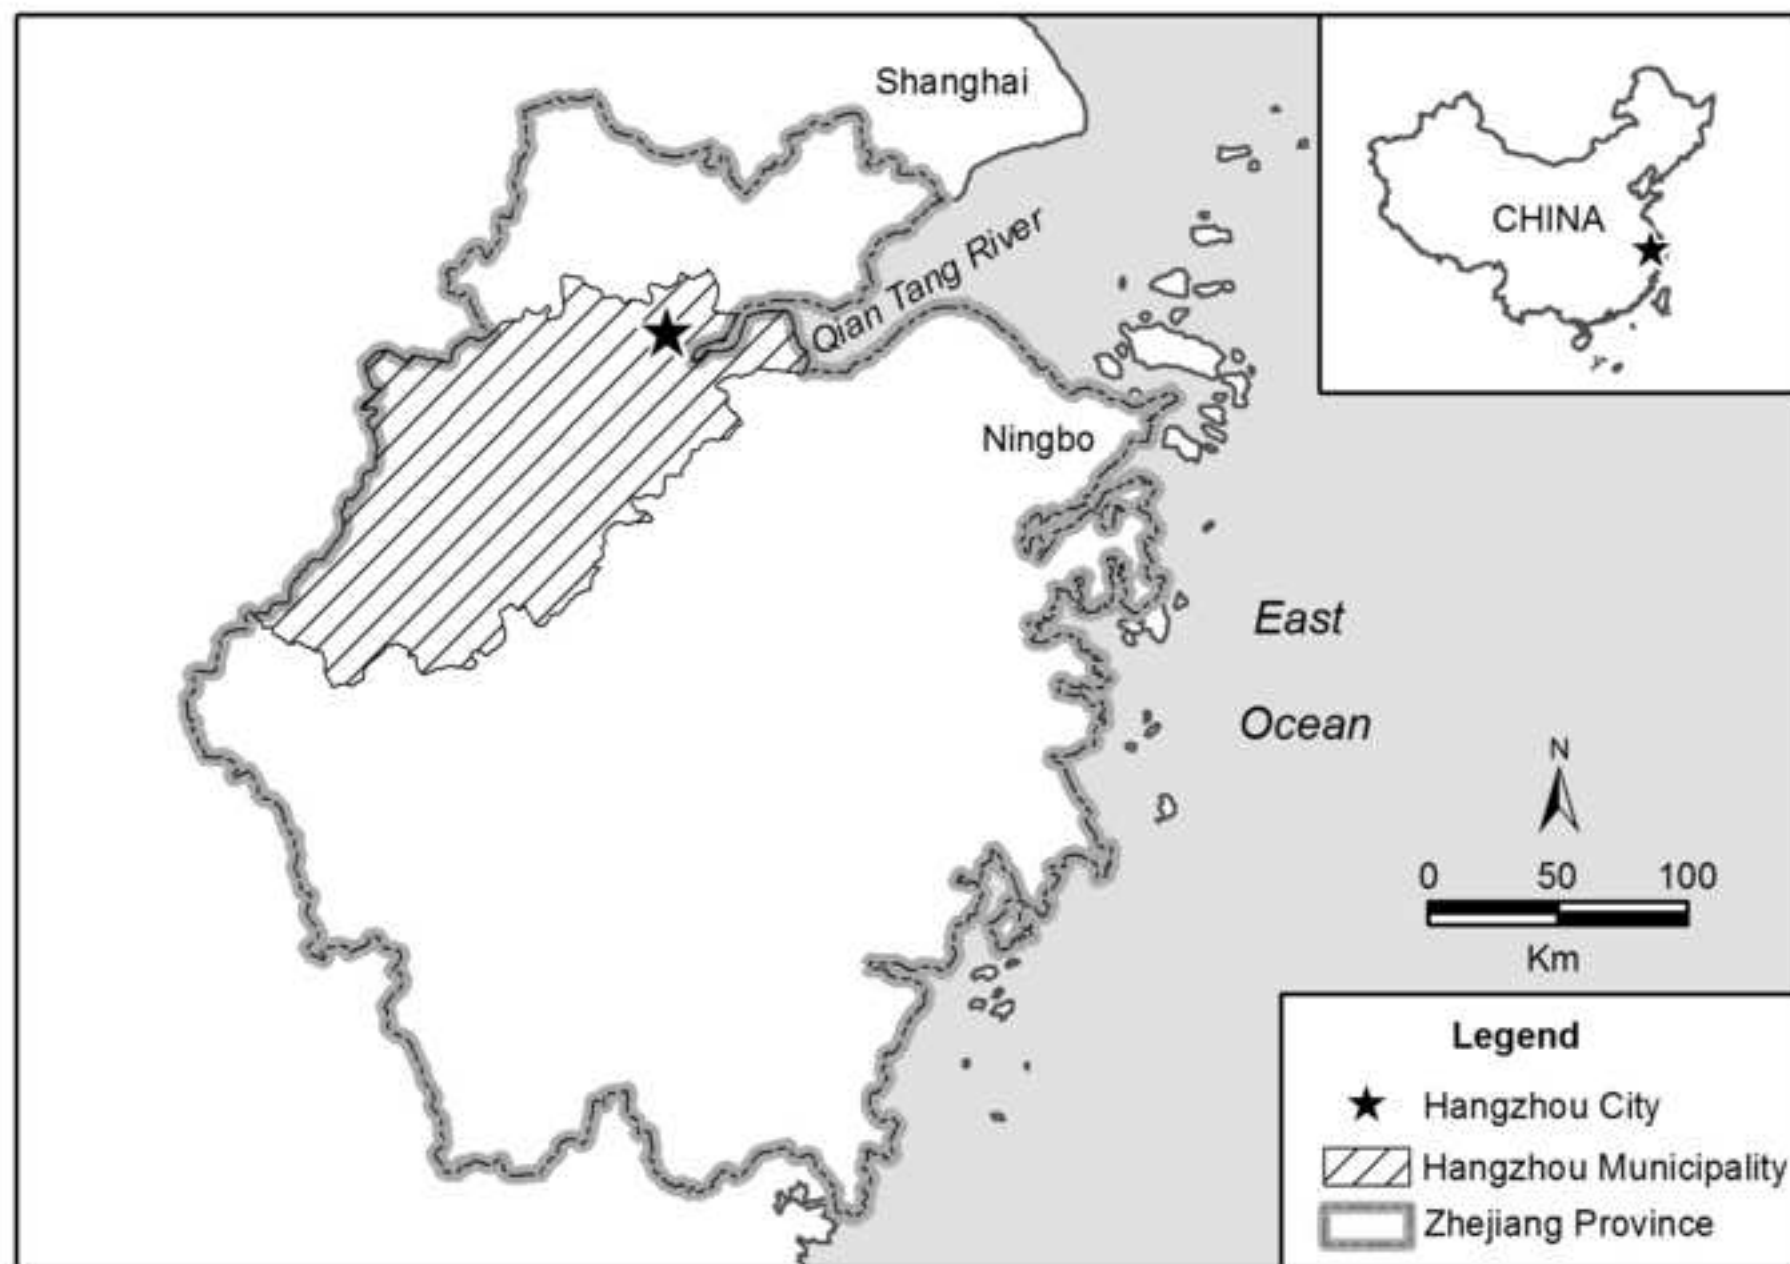 Shanghai
CHINA
Qian Tang River
Ningbo
East
Ocean
N
0 50 100
Km
Legend
Hangzhou City
Hangzhou Municipality
Zhejiang Province